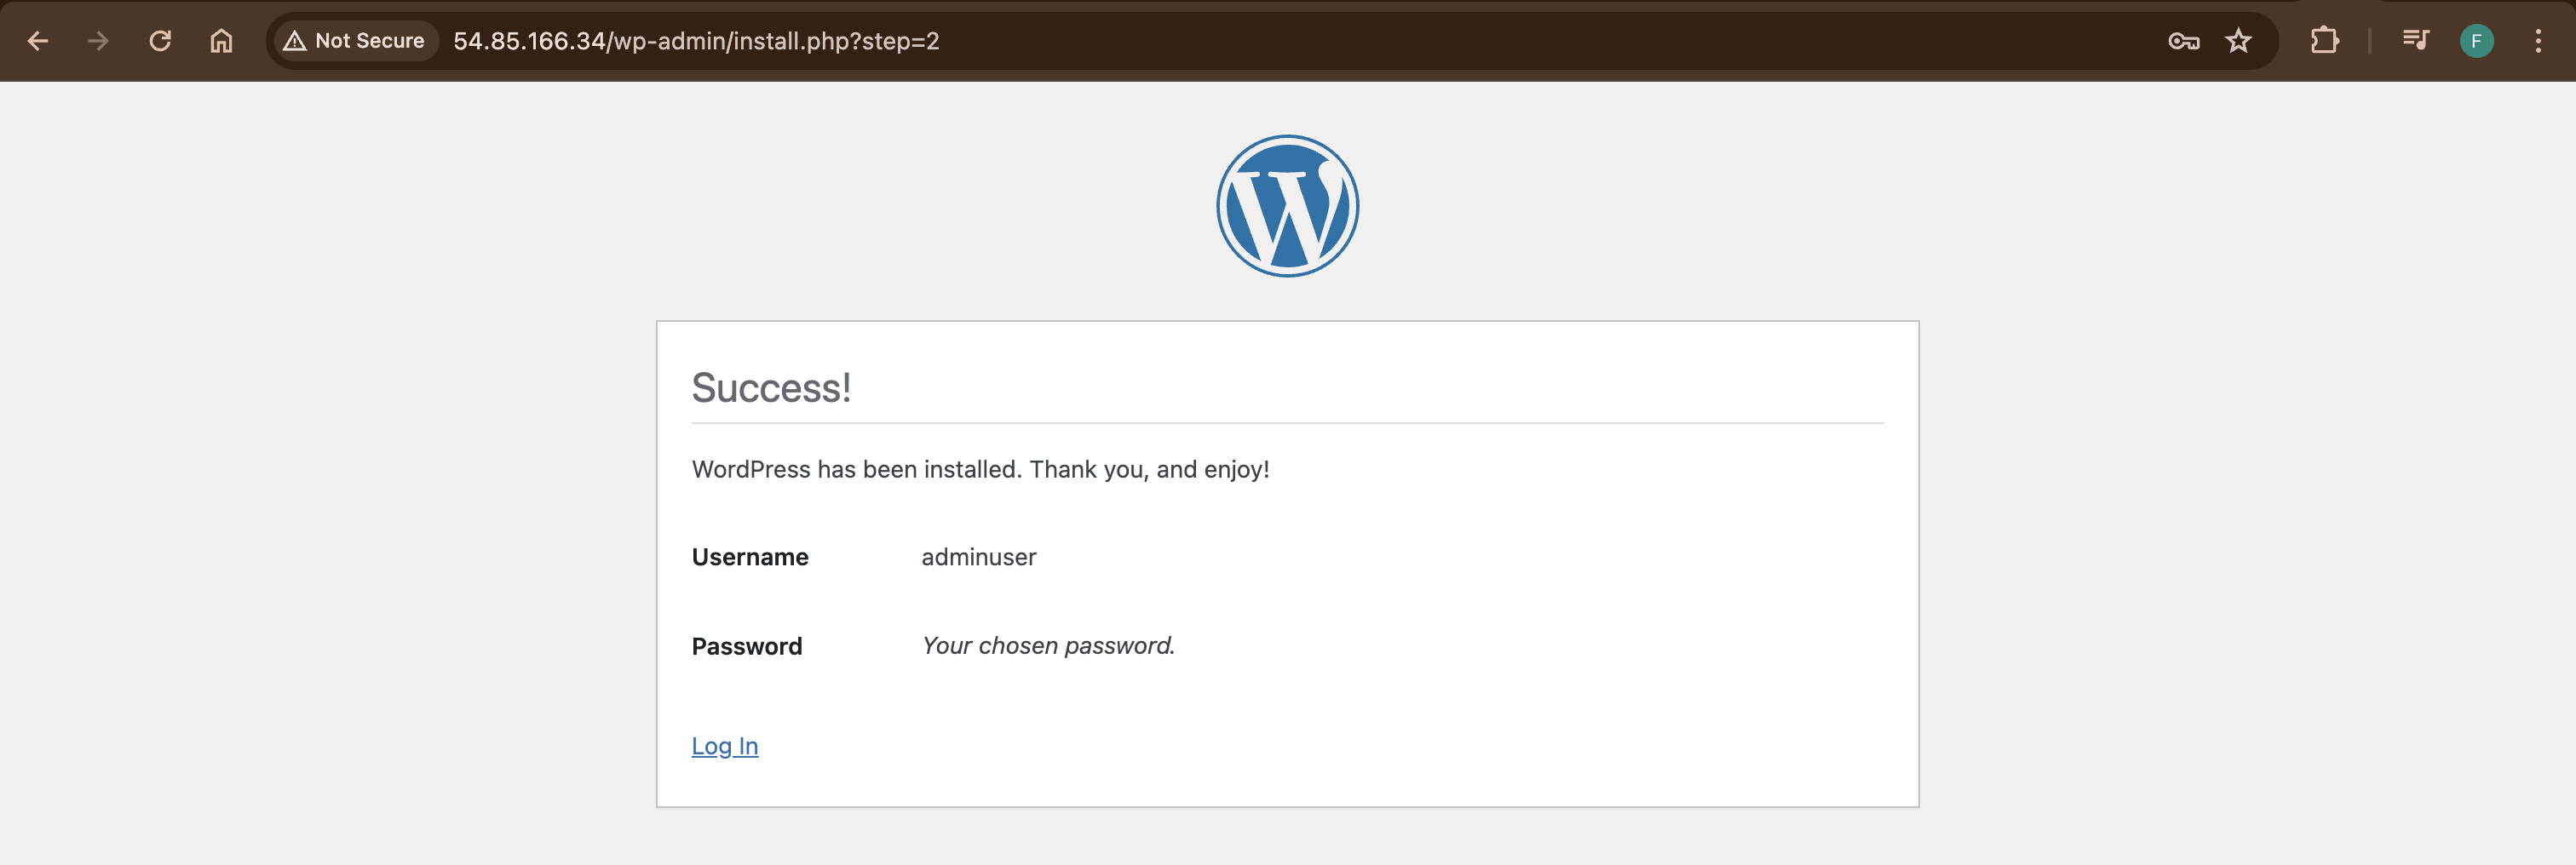 Not Secure 54.85.166.34/wp-admin/install.php?step=2 F
W
Success!
WordPress has been installed. Thank you, and enjoy!
Username adminuser
Password Your chosen password.
Log In